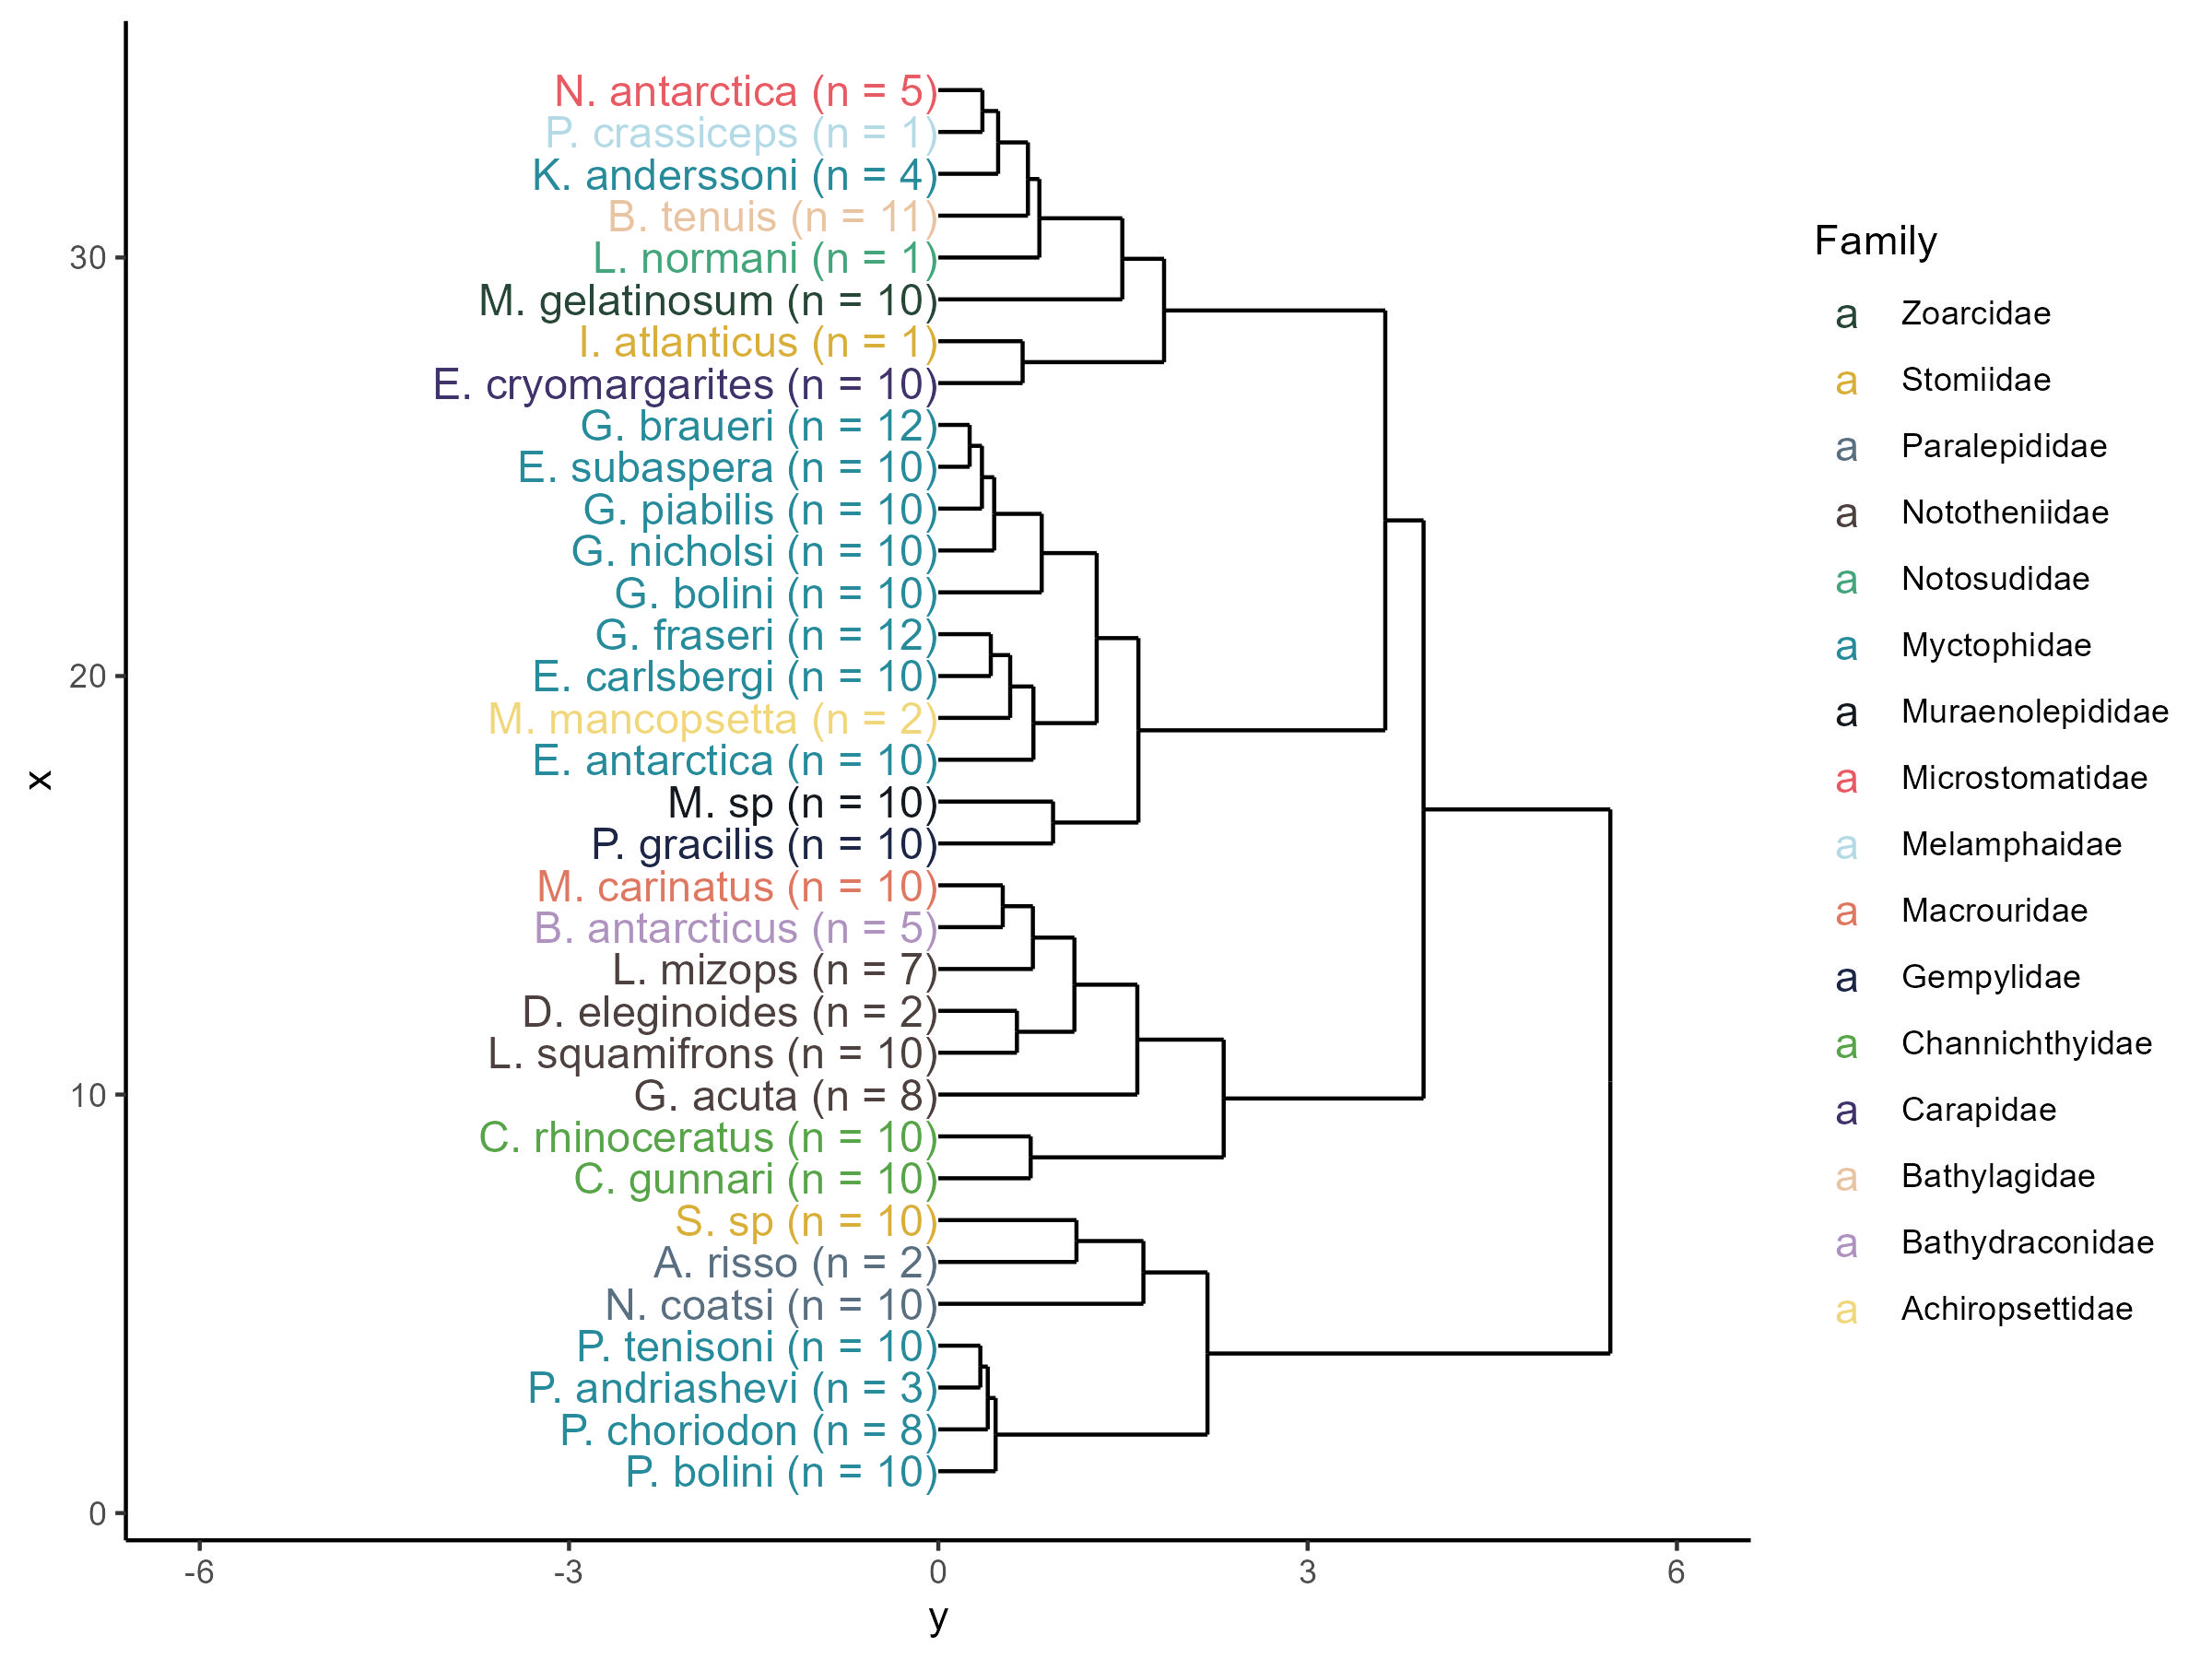 N. antarctica (n = 5)
P. crassiceps (n = 1)
K. anderssoni (n = 4)
B. tenuis (n = 11)
L. normani (n = 1)
M. gelatinosum (n = 10)
I. atlanticus (n = 1)
E. cryomargarites (n = 10)
G. braueri (n = 12)
E. subaspera (n = 10)
G. piabilis (n = 10)
G. nicholsi (n = 10)
G. bolini (n = 10)
G. fraseri (n = 12)
E. carlsbergi (n = 10)
M. mancopsetta (n = 2)
E. antarctica (n = 10)
M. sp (n = 10)
P. gracilis (n = 10)
M. carinatus (n = 10)
B. antarcticus (n = 5)
L. mizops (n = 7)
D. eleginoides (n = 2)
L. squamifrons (n = 10)
G. acuta (n = 8)
C. rhinoceratus (n = 10)
C. gunnari (n = 10)
S. sp (n = 10)
A. risso (n = 2)
N. coatsi (n = 10)
P. tenisoni (n = 10)
P. andriashevi (n = 3)
P. choriodon (n = 8)
P. bolini (n = 10)
30
20
10
0
x
-6
-3
0
3
6
y
Family
a Zoarcidae
a Stomiidae
a Paralepididae
a Nototheniidae
a Notosudidae
a Myctophidae
a Muraenolepididae
a Microstomatidae
a Melamphaidae
a Macrouridae
a Gempylidae
a Channichthyidae
a Carapidae
a Bathylagidae
a Bathydraconidae
a Achiropsettidae